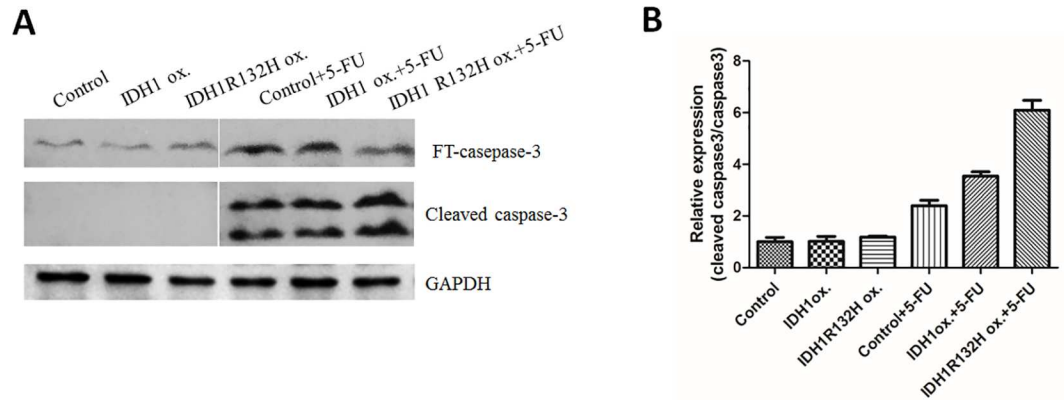 A
Control
IDH1 ox.
IDH1R132H ox.
Control+5-FU
IDH1 ox.+5-FU
IDH1 R132H ox.+5-FU
FT-casepase-3
Cleaved caspase-3
GAPDH
B
Relative expression
(cleaved caspase3/caspase3)
8
6
4
2
0
Control
IDH1ox.
IDH1R132H ox.
Control+5-FU
IDH1ox.+5-FU
IDH1R132H ox.+5-FU